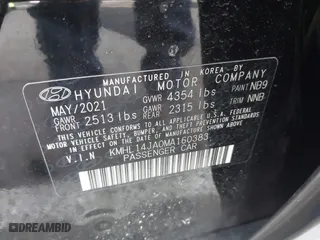 MANUFACTURED IN KOREA BY
HYUNDAI MOTOR COMPANY
MAY/2021 GVWR 4354 lbs PAINT NB9
GAWR FRONT 2513 lbs GAWR REAR 2315 lbs TRIM NNB
THIS VEHICLE CONFORMS TO ALL APPLICABLE FEDERAL
MOTOR VEHICLE SAFETY, BUMPER, AND THEFT PREVENTION
STANDARDS IN EFFECT ON THE DATE OF MANUFACTURE SHOWN ABOVE.
V.I.N KMHL14JA0MA160383
PASSENGER CAR
JDMAUCTIONWATCH.COM